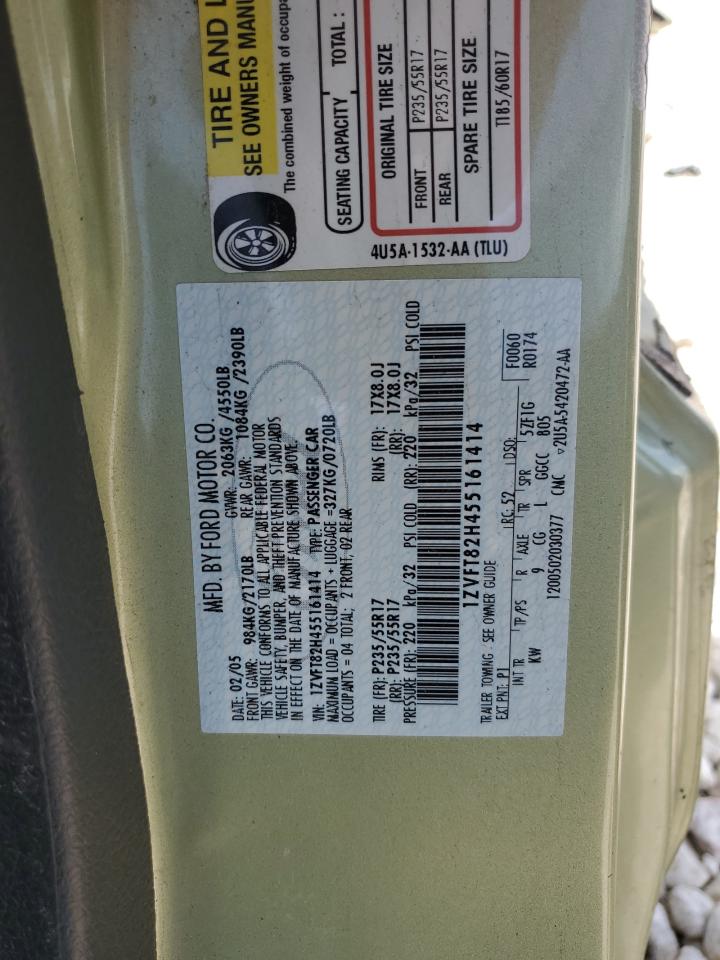 TIRE AND L
SEE OWNERS MANU
The combined weight of occupa
SEATING CAPACITY TOTAL:
ORIGINAL TIRE SIZE
FRONT P235/55R17
REAR P235/55R17
SPARE TIRE SIZE
T185/60R17
4U5A-1532-AA (TLU)
MFD. BY FORD MOTOR CO.
DATE: 02/05 GVWR: 2063KG/4550LB
FRONT GAWR: 984KG/2170LB REAR GAWR: 1084KG/2390LB
THIS VEHICLE CONFORMS TO ALL APPLICABLE FEDERAL MOTOR
VEHICLE SAFETY, BUMPER, AND THEFT PREVENTION STANDARDS
IN EFFECT ON THE DATE OF MANUFACTURE SHOWN ABOVE.
VIN: 1ZVFT82H455161414 TYPE: PASSENGER CAR
MAXIMUM LOAD = OCCUPANTS + LUGGAGE =327KG/0720LB
OCCUPANTS = 04 TOTAL; 2 FRONT, 02 REAR
TIRE (FR): P235/55R17 RIMS (FR): 17X8.0J
(RR): P235/55R17 (RR): 17X8.0J
PRESSURE (FR): 220 kPa/32 PSI COLD (RR): 220 kPa/32 PSI COLD
1ZVFT82H455161414
TRAILER TOWING - SEE OWNER GUIDE
EXT PNT: P1 RC: 52 DSO: F0060
R0174
INT TR TP/PS R AXLE TR SPR 5ZF1G
KW 9 CG L GGCC 805
1200502030377 CMC ▽2U5A-5420472-AA